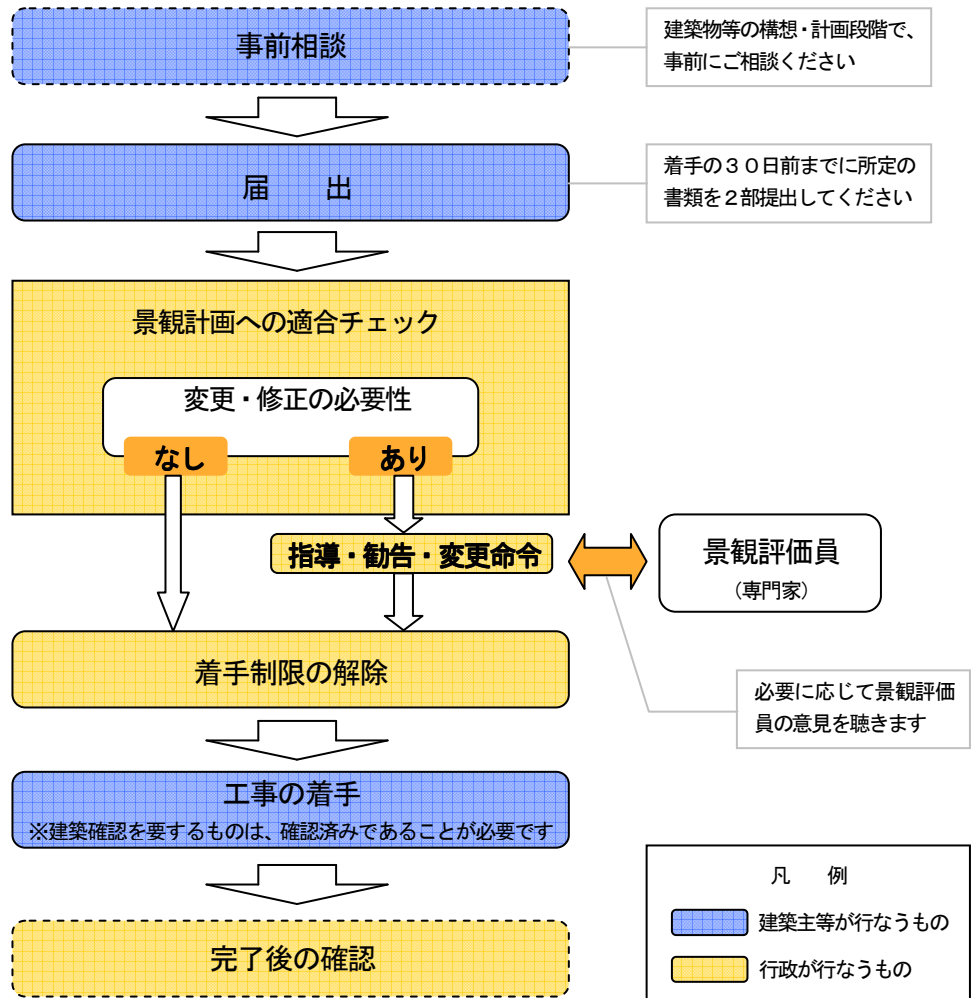 事前相談
建築物等の構想・計画段階で、
事前にご相談ください
届　出
着手の３０日前までに所定の
書類を２部提出してください
景観計画への適合チェック
変更・修正の必要性
なし
あり
指導・勧告・変更命令
景観評価員
（専門家）
着手制限の解除
必要に応じて景観評価
員の意見を聴きます
工事の着手
※建築確認を要するものは、確認済みであることが必要です
完了後の確認
凡　例
建築主等が行なうもの
行政が行なうもの